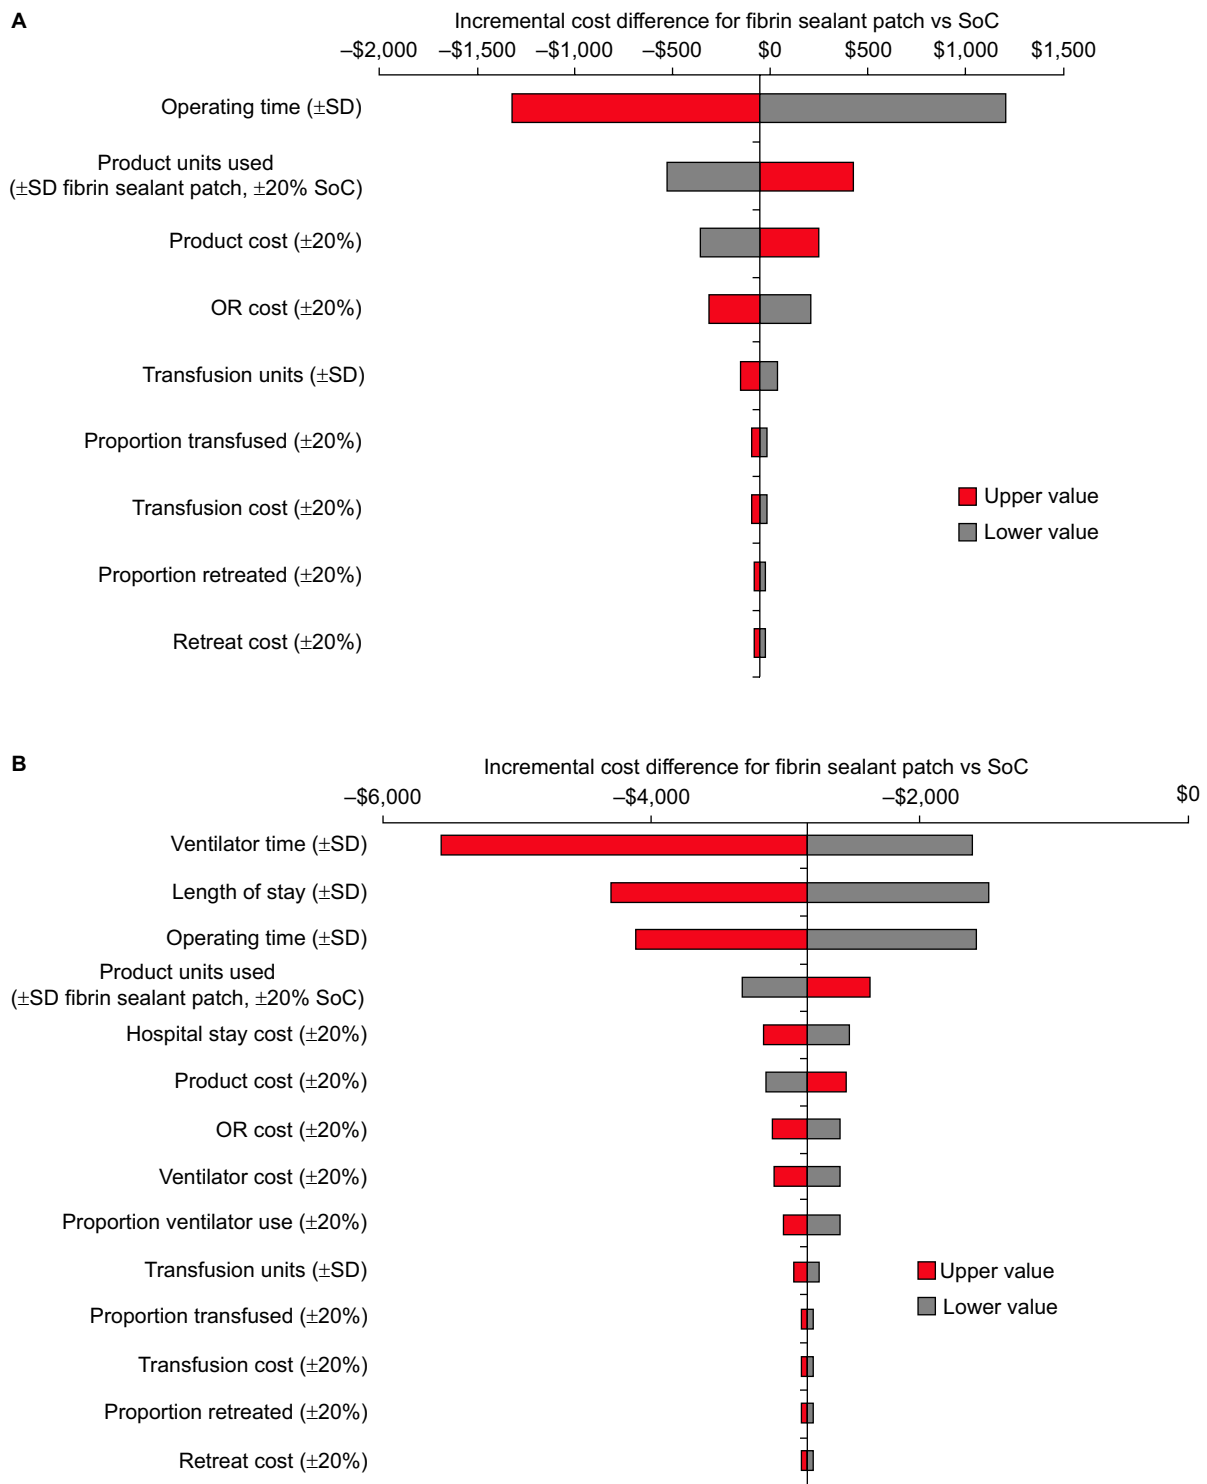 A
Incremental cost difference for fibrin sealant patch vs SoC
–$2,000 –$1,500 –$1,000 –$500 $0 $500 $1,000 $1,500
Operating time (±SD)
Product units used
(±SD fibrin sealant patch, ±20% SoC)
Product cost (±20%)
OR cost (±20%)
Transfusion units (±SD)
Proportion transfused (±20%)
Transfusion cost (±20%)
Proportion retreated (±20%)
Retreat cost (±20%)
Upper value
Lower value
B
Incremental cost difference for fibrin sealant patch vs SoC
–$6,000 –$4,000 –$2,000 $0
Ventilator time (±SD)
Length of stay (±SD)
Operating time (±SD)
Product units used
(±SD fibrin sealant patch, ±20% SoC)
Hospital stay cost (±20%)
Product cost (±20%)
OR cost (±20%)
Ventilator cost (±20%)
Proportion ventilator use (±20%)
Transfusion units (±SD)
Proportion transfused (±20%)
Transfusion cost (±20%)
Proportion retreated (±20%)
Retreat cost (±20%)
Upper value
Lower value